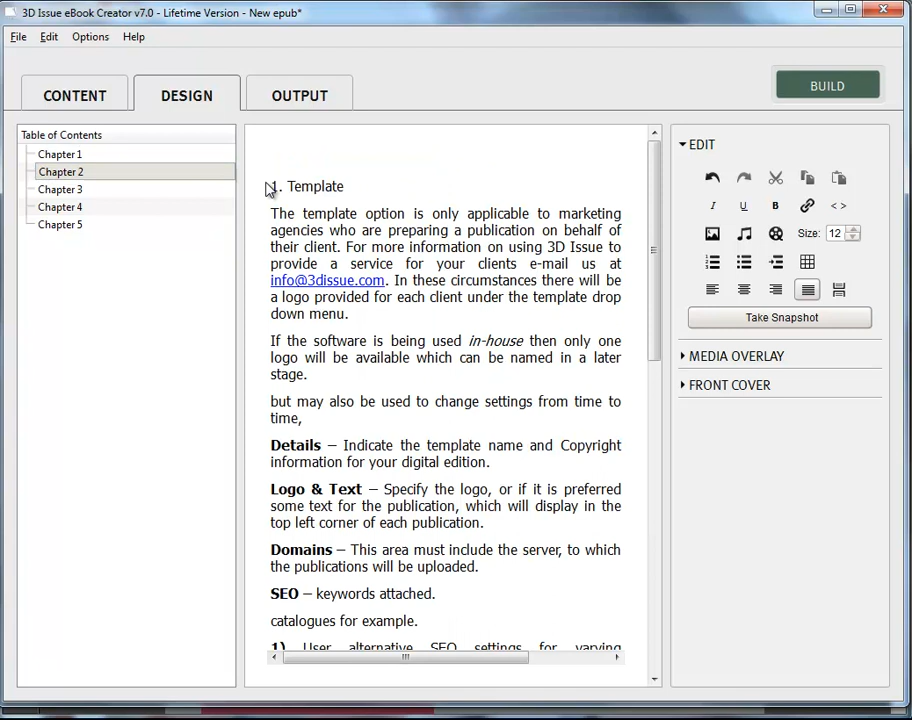 3D Issue eBook Creator v7.0 - Lifetime Version - New epub*
File Edit Options Help
CONTENT DESIGN OUTPUT BUILD
Table of Contents
Chapter 1
Chapter 2
Chapter 3
Chapter 4
Chapter 5
1. Template
The template option is only applicable to marketing
agencies who are preparing a publication on behalf of
their client. For more information on using 3D Issue to
provide a service for your clients e-mail us at
info@3dissue.com. In these circumstances there will be
a logo provided for each client under the template drop
down menu.
If the software is being used in-house then only one
logo will be available which can be named in a later
stage.
but may also be used to change settings from time to
time,
Details – Indicate the template name and Copyright
information for your digital edition.
Logo & Text – Specify the logo, or if it is preferred
some text for the publication, which will display in the
top left corner of each publication.
Domains – This area must include the server, to which
the publications will be uploaded.
SEO – keywords attached.
catalogues for example.
1) User alternative SEO settings for varying
EDIT
I U B < >
Size: 12
Take Snapshot
MEDIA OVERLAY
FRONT COVER